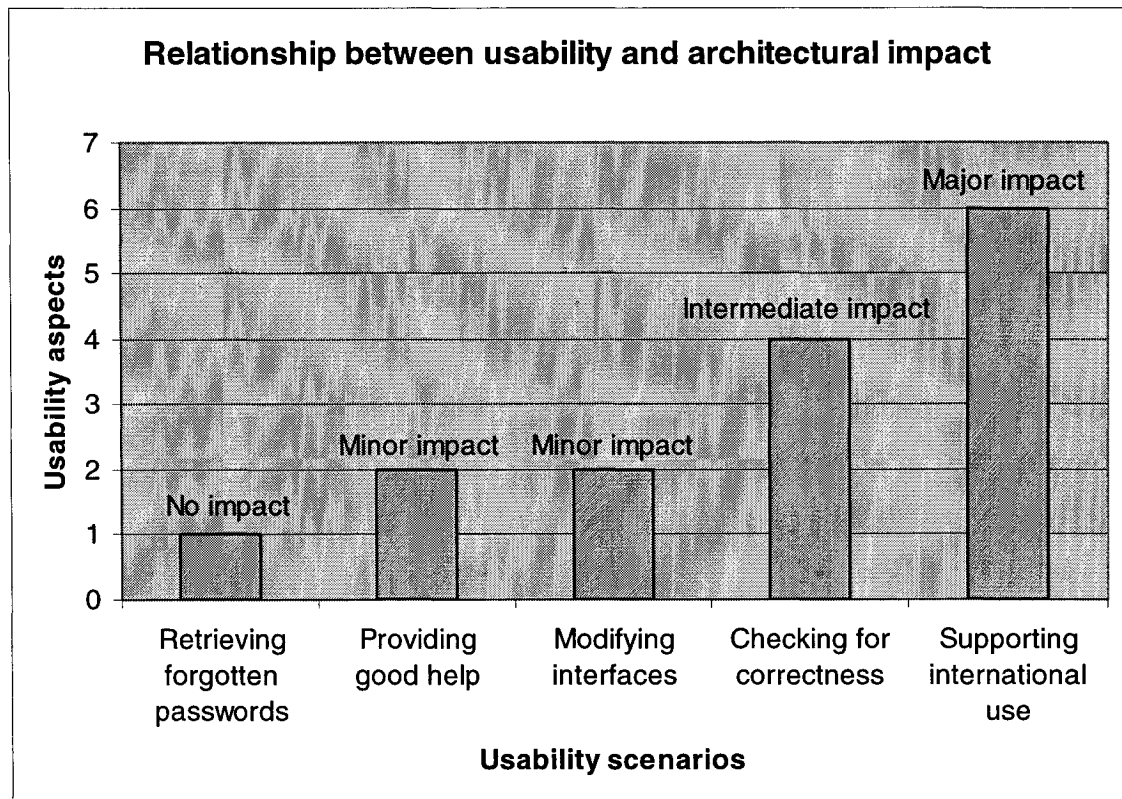 Relationship between usability and architectural impact
7
6
5
4
3
2
1
0
Usability aspects
No impact
Minor impact
Minor impact
Intermediate impact
Major impact
Retrieving
forgotten
passwords
Providing
good help
Modifying
interfaces
Checking for
correctness
Supporting
international
use
Usability scenarios